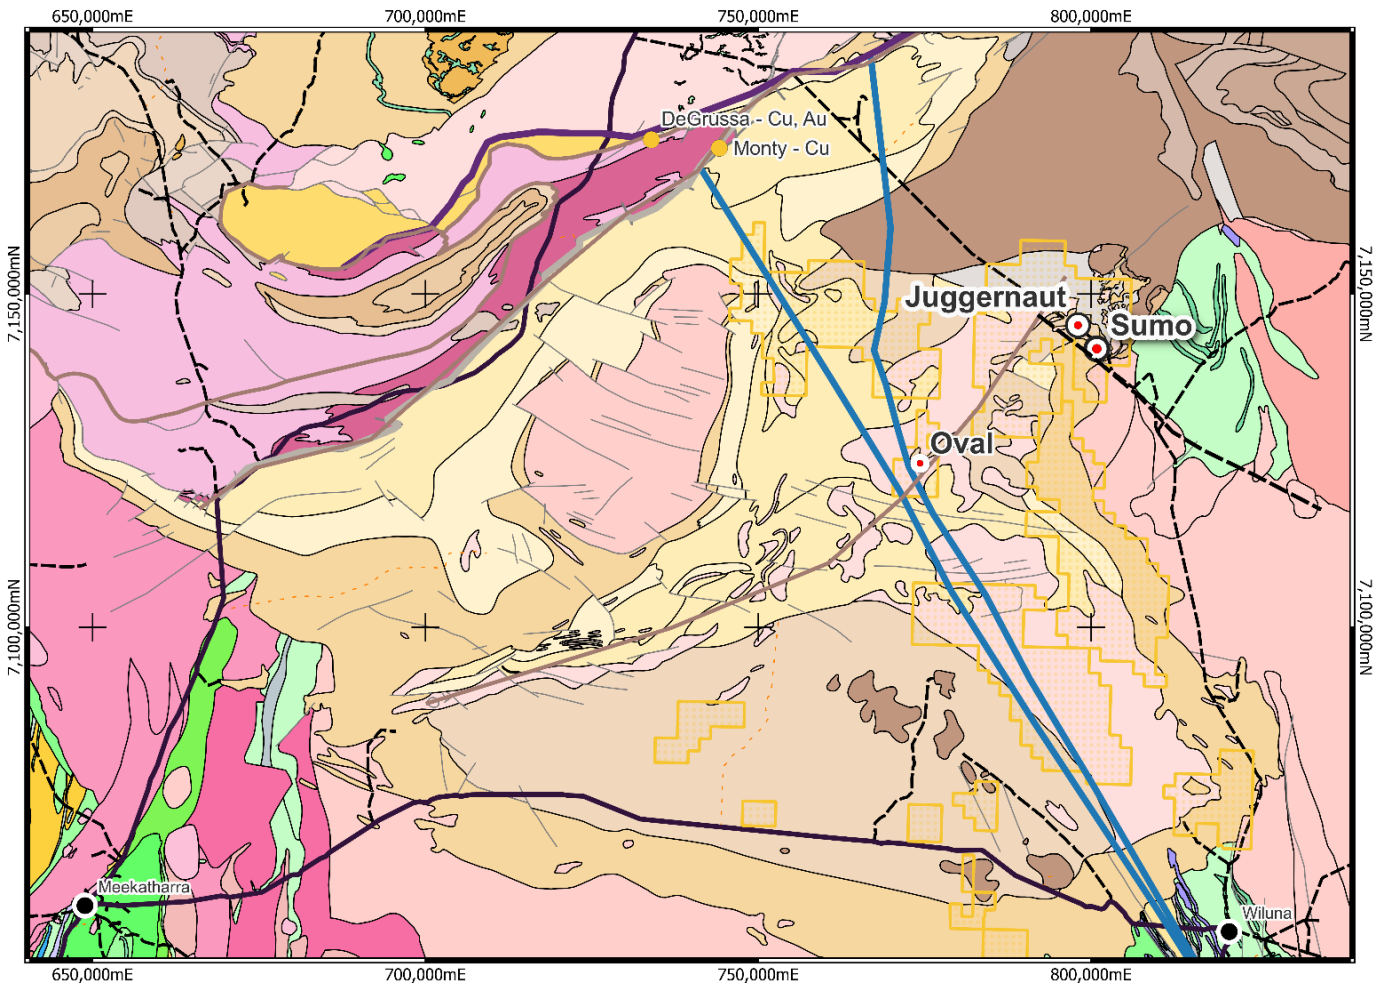 650,000mE 700,000mE 750,000mE 800,000mE
DeGrussa - Cu, Au
Monty - Cu
7,150,000mN
7,150,000mN
Juggernaut
Sumo
Oval
7,100,000mN
7,100,000mN
Meekatharra
Wiluna
650,000mE 700,000mE 750,000mE 800,000mE